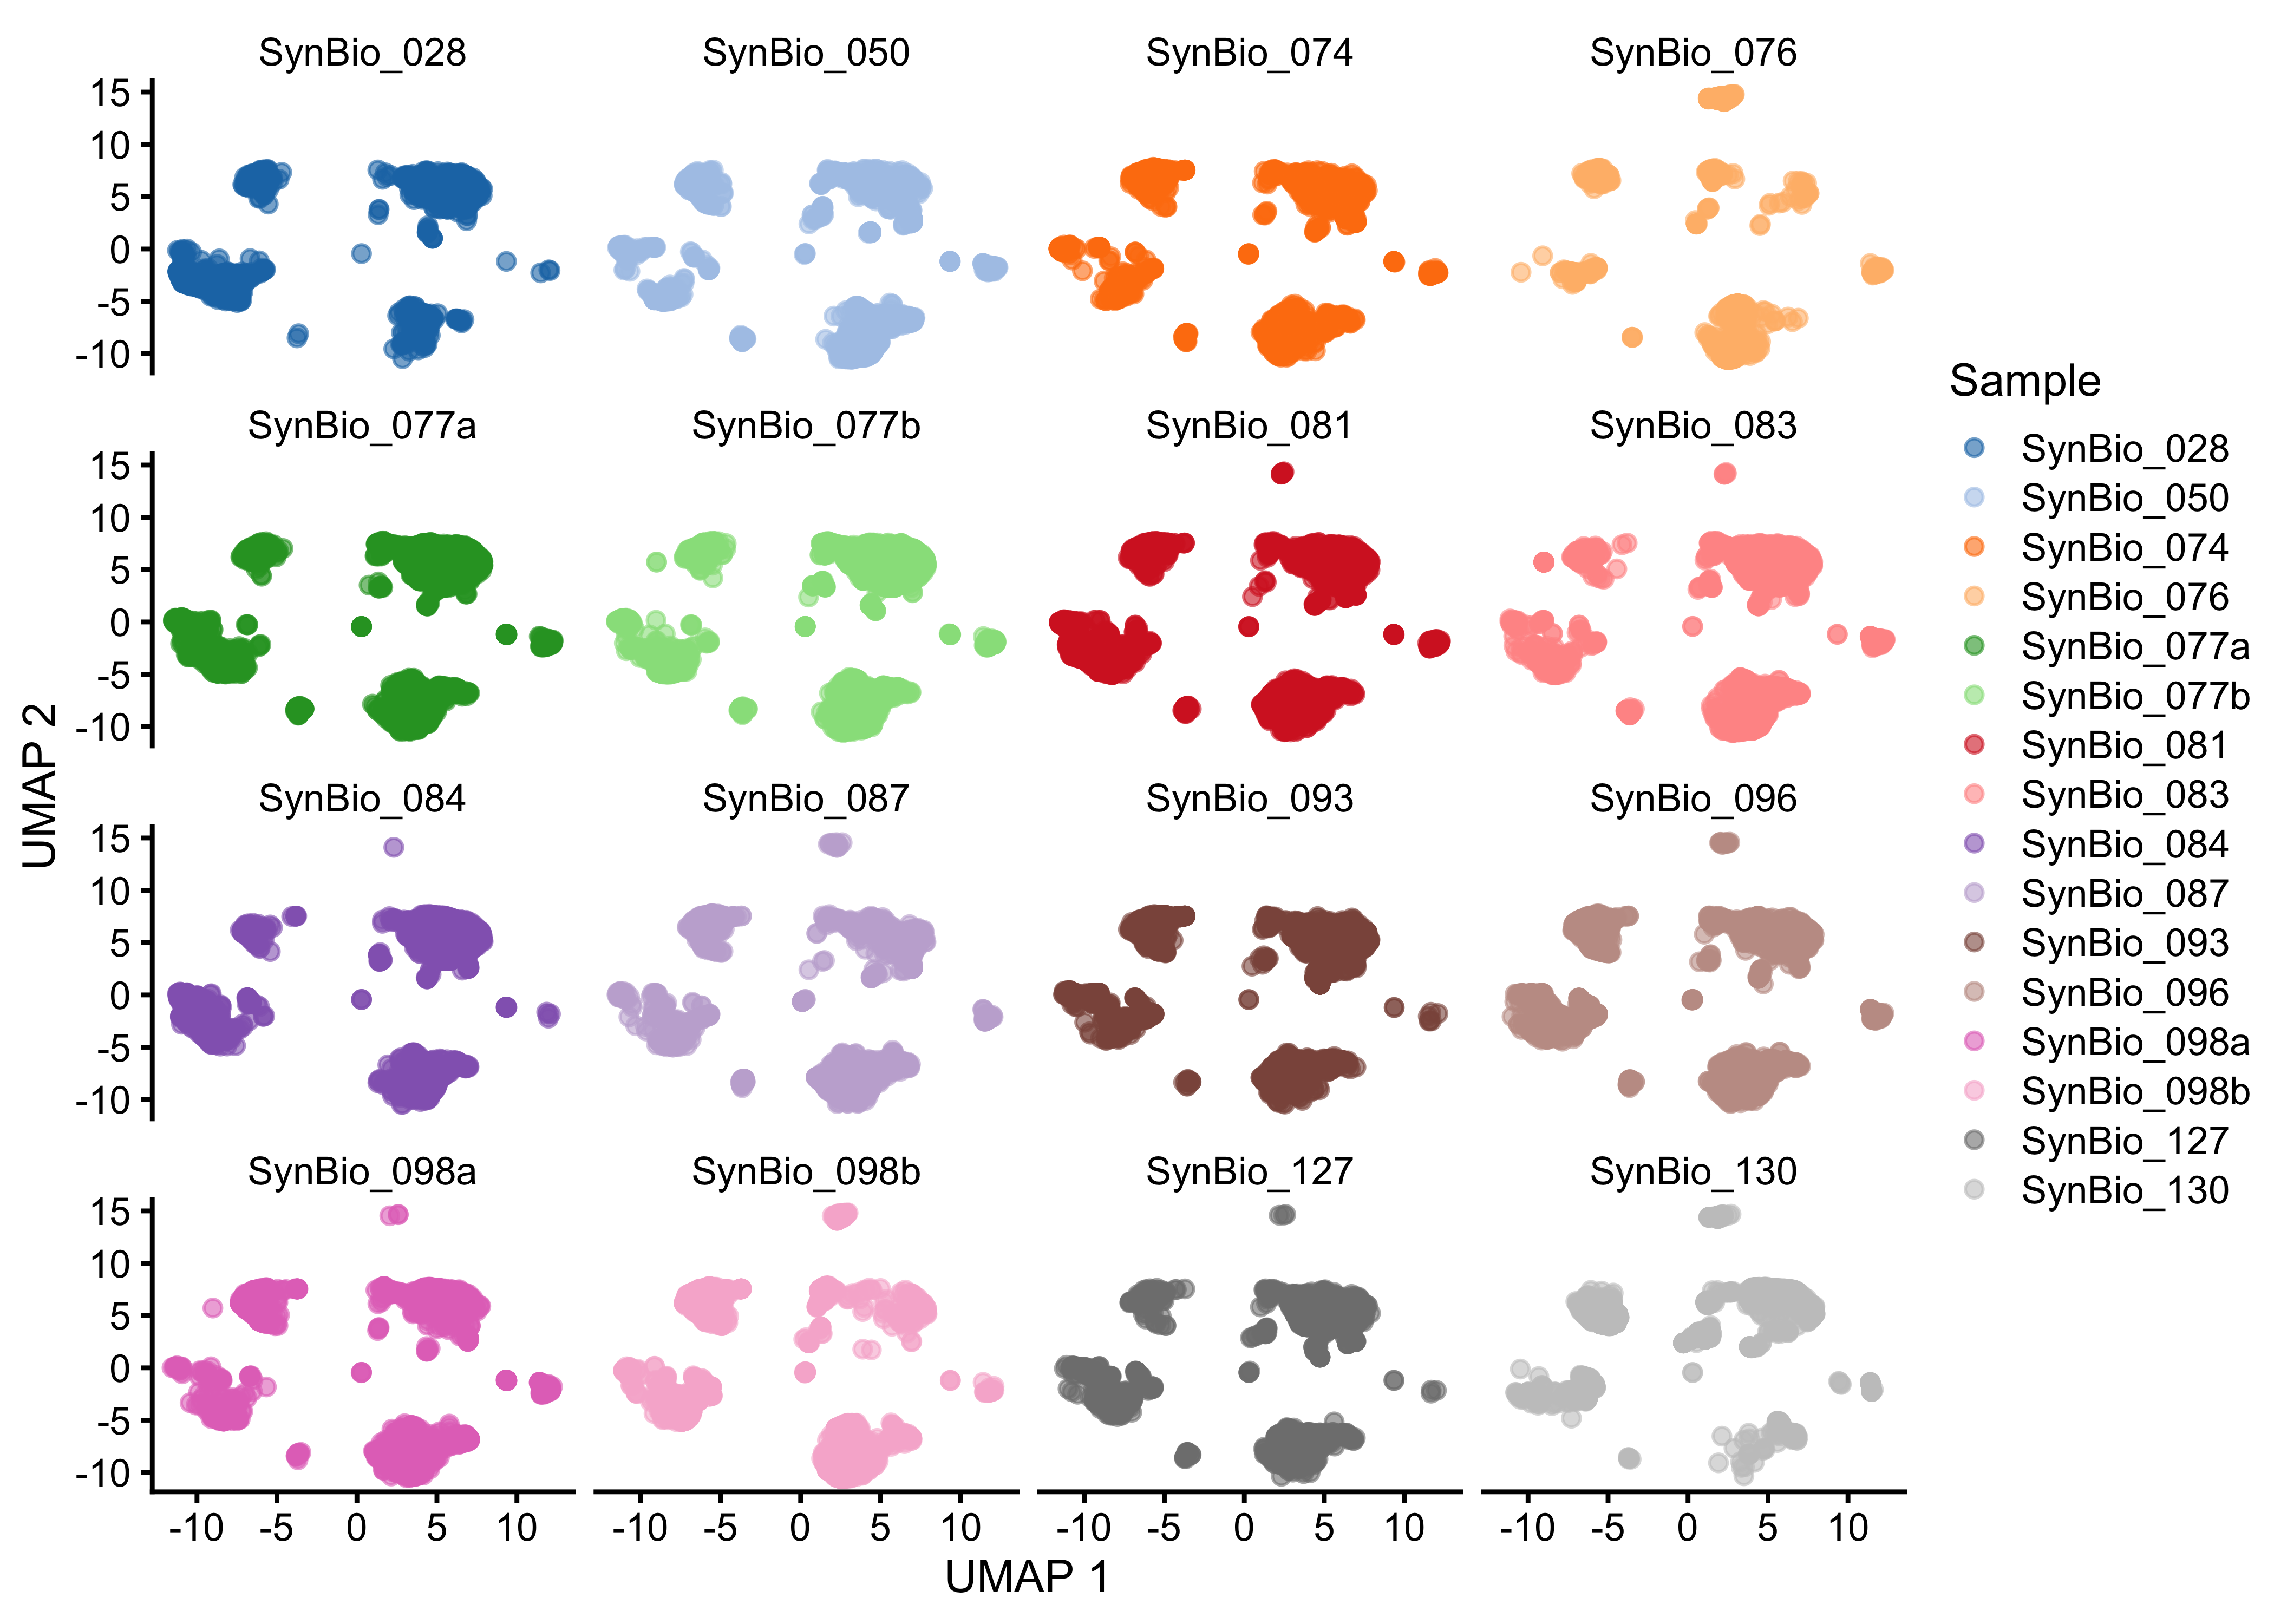 SynBio_028 SynBio_050 SynBio_074 SynBio_076
15
10
5
0
-5
-10
SynBio_077a SynBio_077b SynBio_081 SynBio_083
15
10
5
0
-5
-10
SynBio_084 SynBio_087 SynBio_093 SynBio_096
15
10
5
0
-5
-10
SynBio_098a SynBio_098b SynBio_127 SynBio_130
15
10
5
0
-5
-10
-10 -5 0 5 10 -10 -5 0 5 10 -10 -5 0 5 10 -10 -5 0 5 10
UMAP 1
UMAP 2
Sample
SynBio_028
SynBio_050
SynBio_074
SynBio_076
SynBio_077a
SynBio_077b
SynBio_081
SynBio_083
SynBio_084
SynBio_087
SynBio_093
SynBio_096
SynBio_098a
SynBio_098b
SynBio_127
SynBio_130